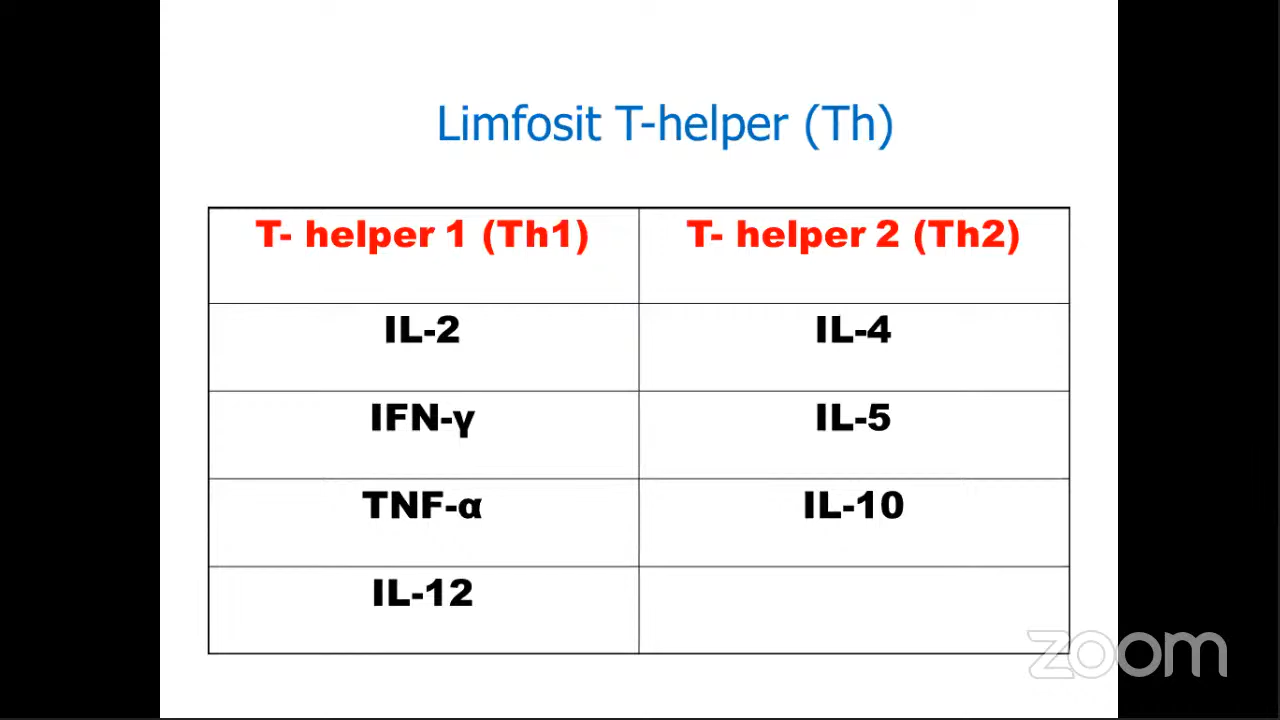 Limfosit T-helper (Th)
T- helper 1 (Th1) T- helper 2 (Th2)
IL-2 IL-4
IFN-γ IL-5
TNF-α IL-10
IL-12
zoom